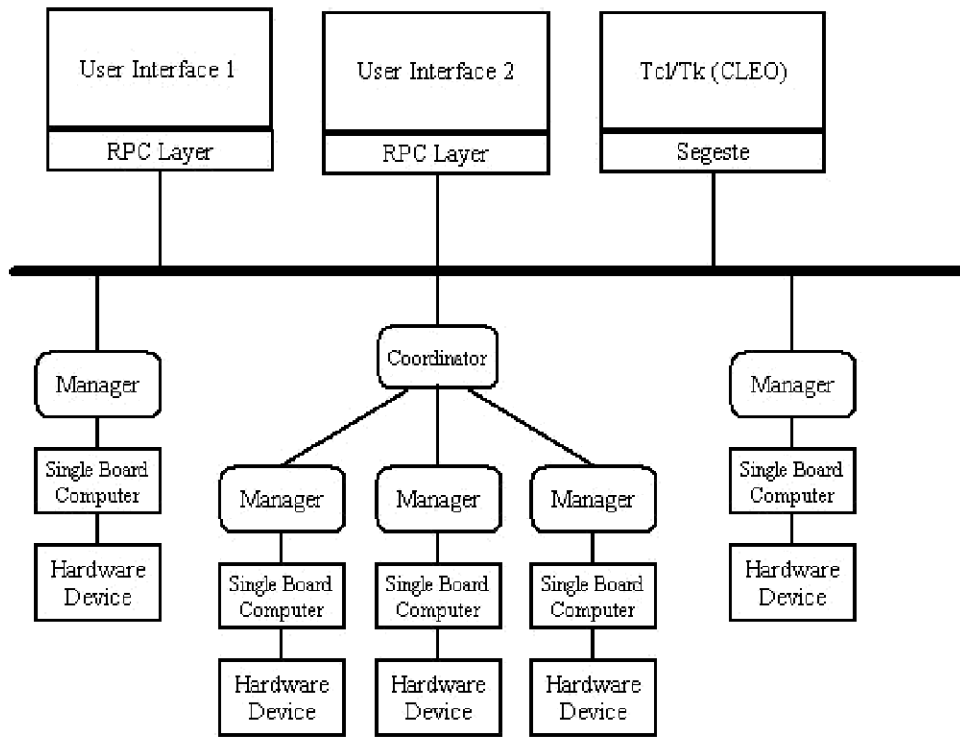 User Interface 1
RPC Layer
User Interface 2
RPC Layer
Tcl/Tk (CLEO)
Segeste
Manager
Single Board
Computer
Hardware
Device
Coordinator
Manager
Single Board
Computer
Hardware
Device
Manager
Single Board
Computer
Hardware
Device
Manager
Single Board
Computer
Hardware
Device
Manager
Single Board
Computer
Hardware
Device